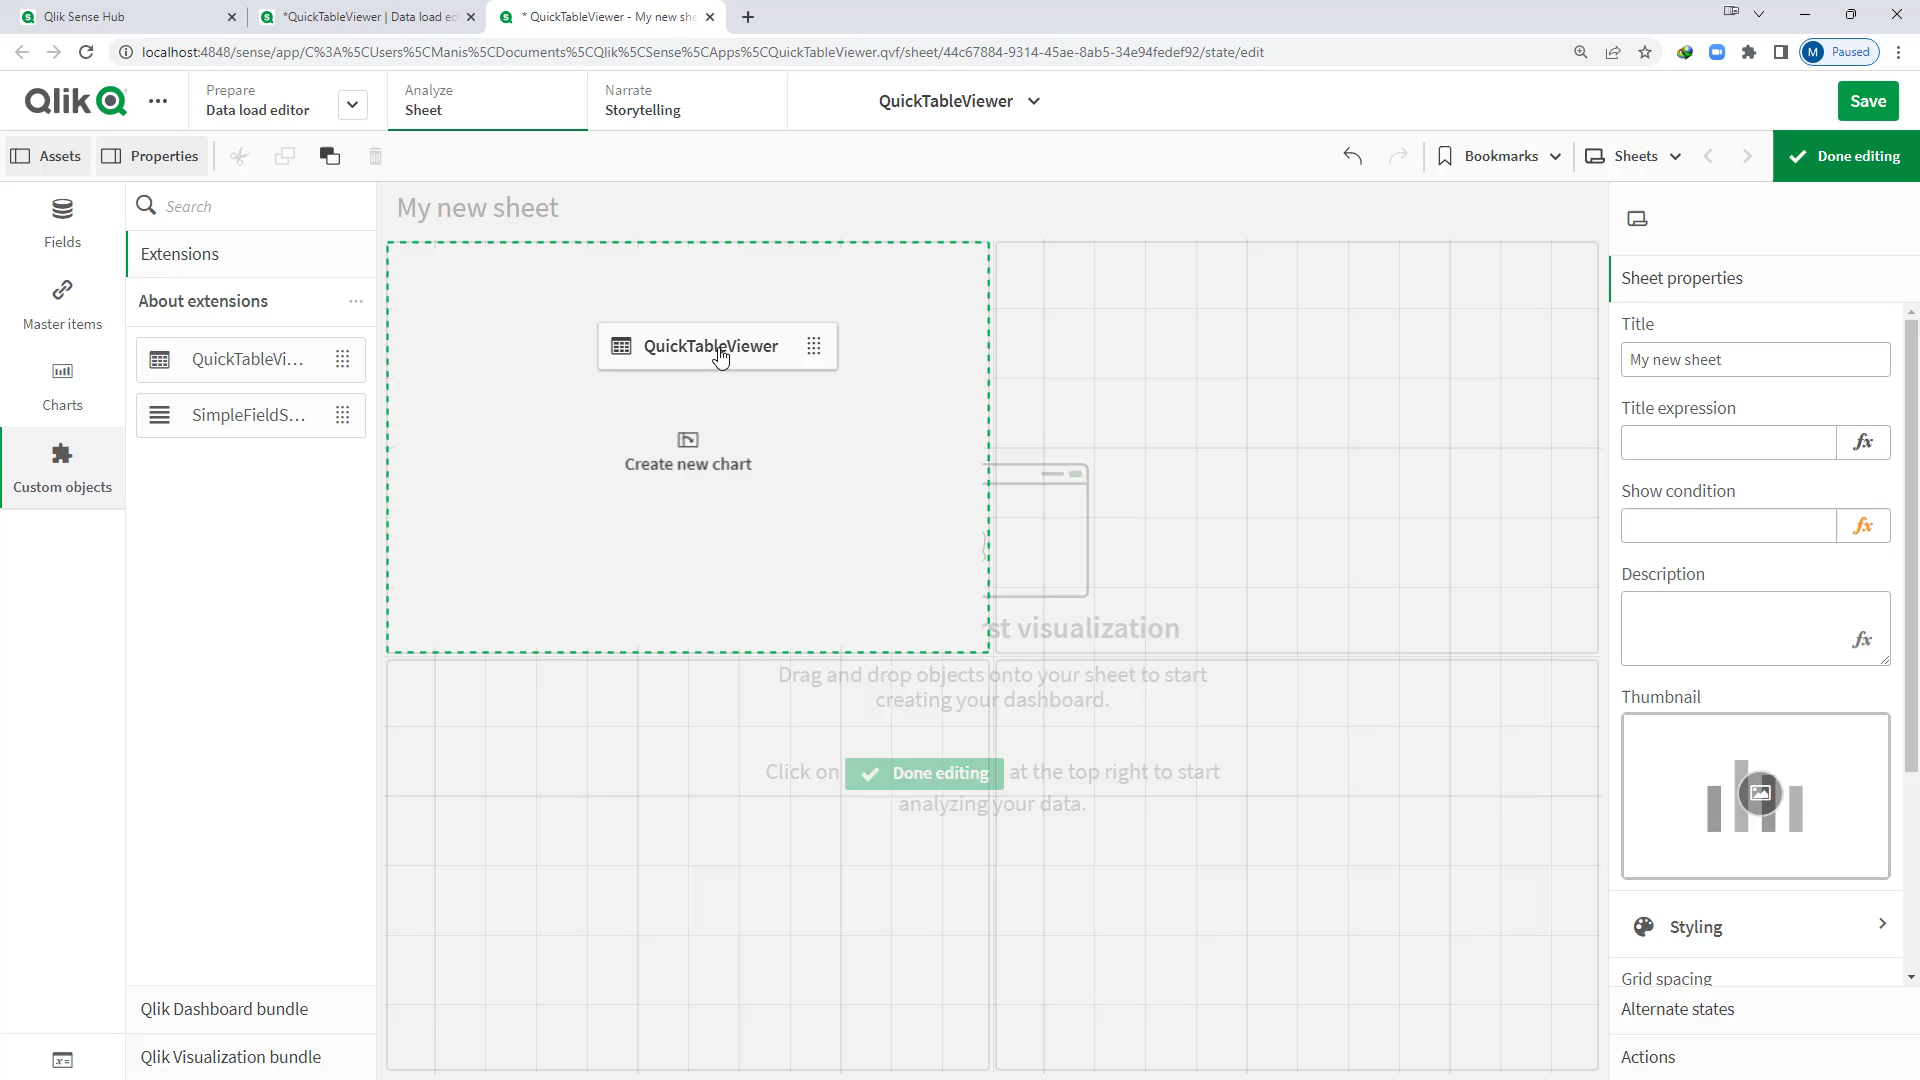 Qlik Sense Hub
*QuickTableViewer | Data load ed
* QuickTableViewer - My new she
localhost:4848/sense/app/C%3A%5CUsers%5CManis%5CDocuments%5CQlik%5CSense%5CApps%5CQuickTableViewer.qvf/sheet/44c67884-9314-45ae-8ab5-34e94fedef92/state/edit
M Paused
Qlik
Prepare
Data load editor
Analyze
Sheet
Narrate
Storytelling
QuickTableViewer
Save
Assets
Properties
Bookmarks
Sheets
Done editing
Fields
Master items
Charts
Custom objects
Search
Extensions
About extensions
QuickTableVi...
SimpleFieldS...
Qlik Dashboard bundle
Qlik Visualization bundle
My new sheet
QuickTableViewer
Create new chart
st visualization
Drag and drop objects onto your sheet to start
creating your dashboard.
Click on Done editing at the top right to start
analyzing your data.
Sheet properties
Title
My new sheet
Title expression
fx
Show condition
fx
Description
fx
Thumbnail
Styling
Grid spacing
Alternate states
Actions